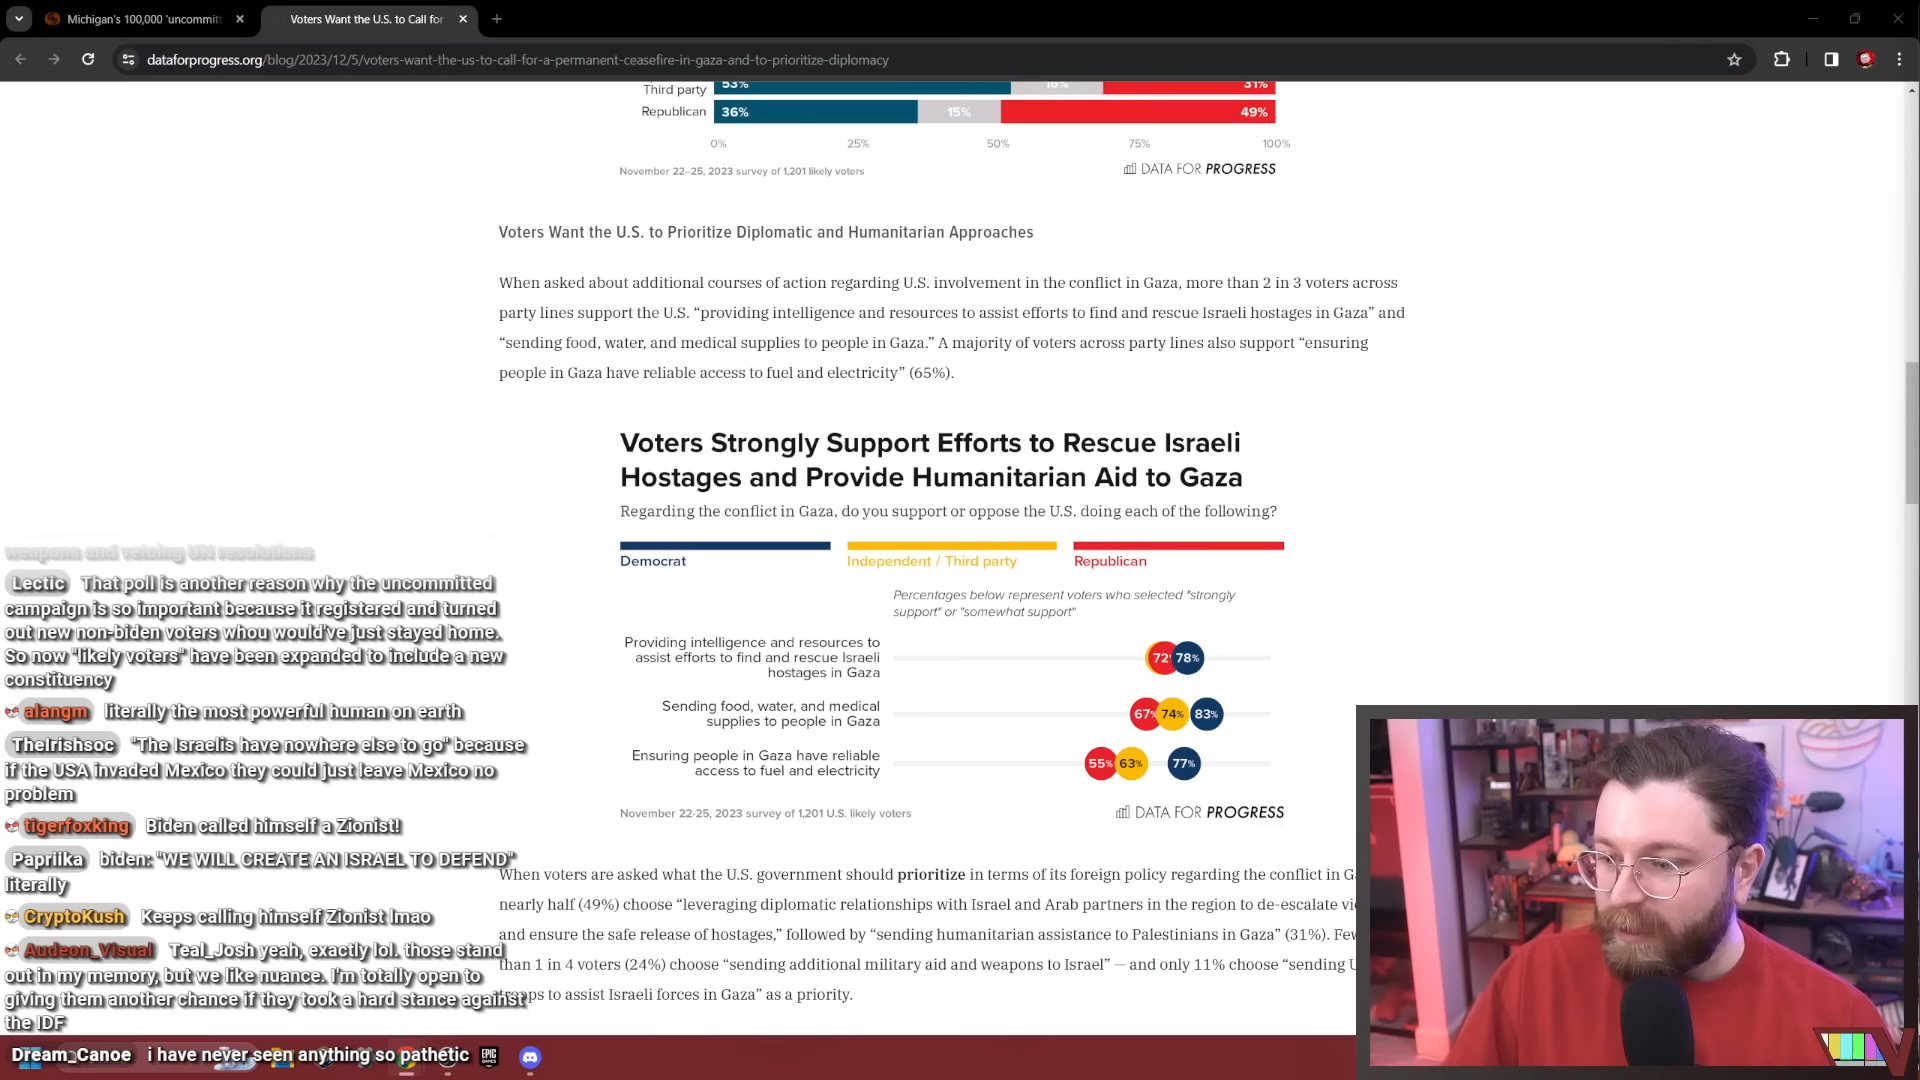 Michigan's 100,000 'uncommitt
Voters Want the U.S. to Call for
dataforprogress.org/blog/2023/12/5/voters-want-the-us-to-call-for-a-permanent-ceasefire-in-gaza-and-to-prioritize-diplomacy
Third party 53% 16% 31%
Republican 36% 15% 49%
0% 25% 50% 75% 100%
November 22–25, 2023 survey of 1,201 likely voters
DATA FOR PROGRESS
Voters Want the U.S. to Prioritize Diplomatic and Humanitarian Approaches
When asked about additional courses of action regarding U.S. involvement in the conflict in Gaza, more than 2 in 3 voters across
party lines support the U.S. “providing intelligence and resources to assist efforts to find and rescue Israeli hostages in Gaza” and
“sending food, water, and medical supplies to people in Gaza.” A majority of voters across party lines also support “ensuring
people in Gaza have reliable access to fuel and electricity” (65%).
Voters Strongly Support Efforts to Rescue Israeli
Hostages and Provide Humanitarian Aid to Gaza
Regarding the conflict in Gaza, do you support or oppose the U.S. doing each of the following?
Democrat
Independent / Third party
Republican
Percentages below represent voters who selected "strongly
support" or "somewhat support"
Providing intelligence and resources to
assist efforts to find and rescue Israeli
hostages in Gaza
72% 78%
Sending food, water, and medical
supplies to people in Gaza
67% 74% 83%
Ensuring people in Gaza have reliable
access to fuel and electricity
55% 63% 77%
November 22-25, 2023 survey of 1,201 U.S. likely voters
DATA FOR PROGRESS
When voters are asked what the U.S. government should prioritize in terms of its foreign policy regarding the conflict in G
nearly half (49%) choose “leveraging diplomatic relationships with Israel and Arab partners in the region to de-escalate vi
and ensure the safe release of hostages,” followed by “sending humanitarian assistance to Palestinians in Gaza” (31%). Few
than 1 in 4 voters (24%) choose “sending additional military aid and weapons to Israel” — and only 11% choose “sending U
troops to assist Israeli forces in Gaza” as a priority.
weapons and vetoing UN resolutions
Lectic That poll is another reason why the uncommitted
campaign is so important because it registered and turned
out new non-biden voters whou would've just stayed home.
So now "likely voters" have been expanded to include a new
constituency
alangm literally the most powerful human on earth
TheIrishsoc "The Israelis have nowhere else to go" because
if the USA invaded Mexico they could just leave Mexico no
problem
tigerfoxking Biden called himself a Zionist!
Papriika biden: "WE WILL CREATE AN ISRAEL TO DEFEND"
literally
CryptoKush Keeps calling himself Zionist lmao
Audeon_Visual Teal_Josh yeah, exactly lol. those stand
out in my memory, but we like nuance. I'm totally open to
giving them another chance if they took a hard stance against
the IDF
Dream_Canoe i have never seen anything so pathetic
EPIC